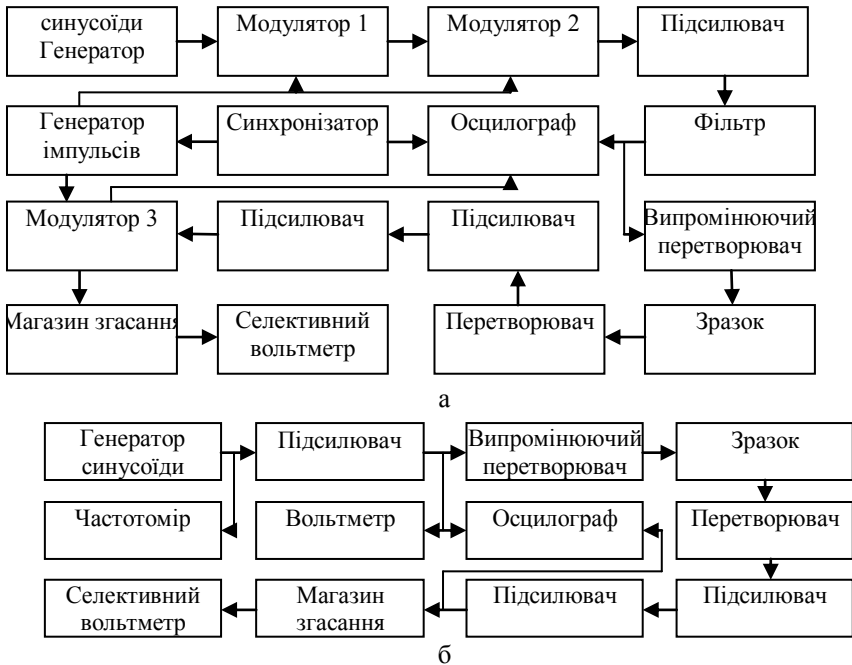 синусоїди
Генератор
Модулятор 1
Модулятор 2
Підсилювач
Генератор
імпульсів
Синхронізатор
Осцилограф
Фільтр
Модулятор 3
Підсилювач
Підсилювач
Випромінюючий
перетворювач
Магазин згасання
Селективний
вольтметр
Перетворювач
Зразок
а
Генератор
синусоїди
Підсилювач
Випромінюючий
перетворювач
Зразок
Частотомір
Вольтметр
Осцилограф
Перетворювач
Селективний
вольтметр
Магазин
згасання
Підсилювач
Підсилювач
б